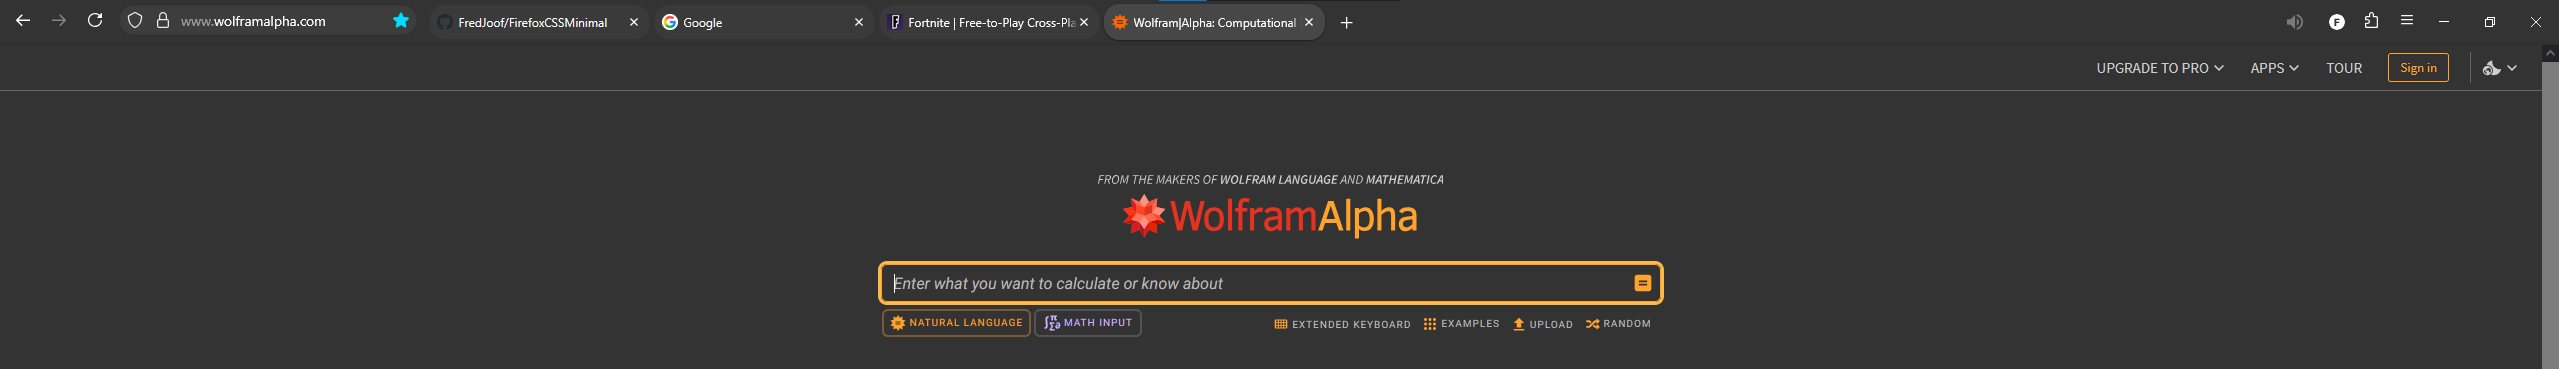 www.wolframalpha.com
FredJoof/FirefoxCSSMinimal
Google
Fortnite | Free-to-Play Cross-Pla
Wolfram|Alpha: Computational
F
UPGRADE TO PRO
APPS
TOUR
Sign in
FROM THE MAKERS OF WOLFRAM LANGUAGE AND MATHEMATICA
WolframAlpha
Enter what you want to calculate or know about
NATURAL LANGUAGE
MATH INPUT
EXTENDED KEYBOARD
EXAMPLES
UPLOAD
RANDOM